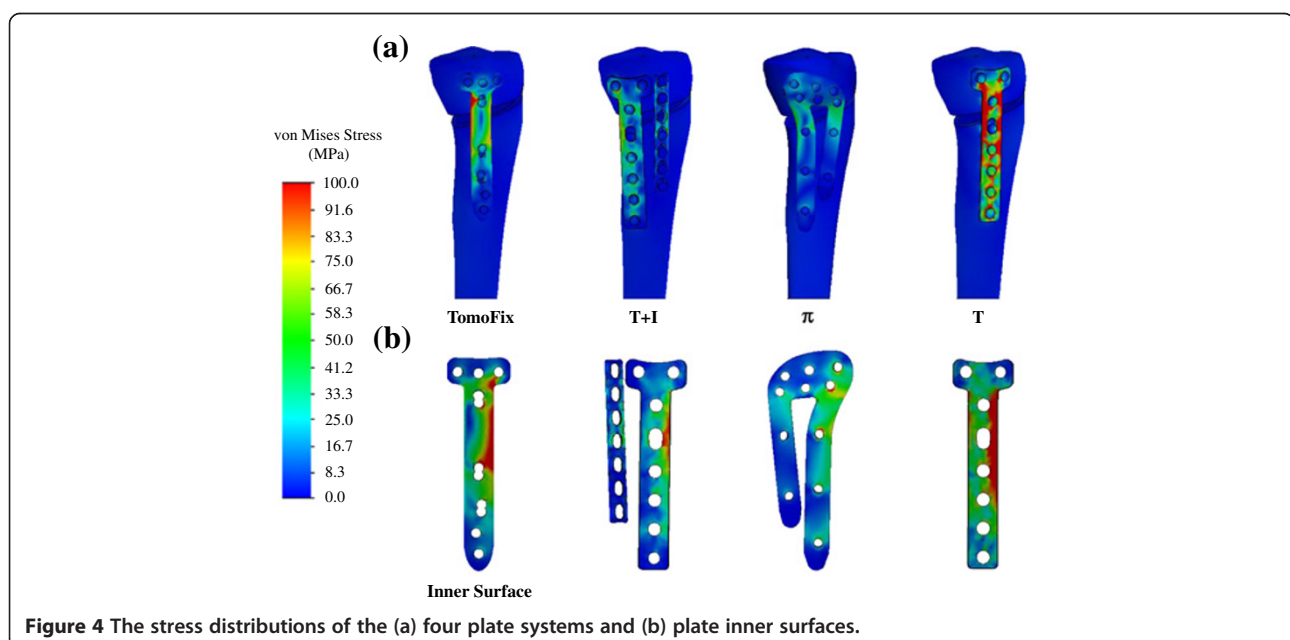 (a)
von Mises Stress
(MPa)
100.0
91.6
83.3
75.0
66.7
58.3
50.0
41.2
33.3
25.0
16.7
8.3
0.0
TomoFix
T+I
π
T
(b)
Inner Surface
Figure 4 The stress distributions of the (a) four plate systems and (b) plate inner surfaces.